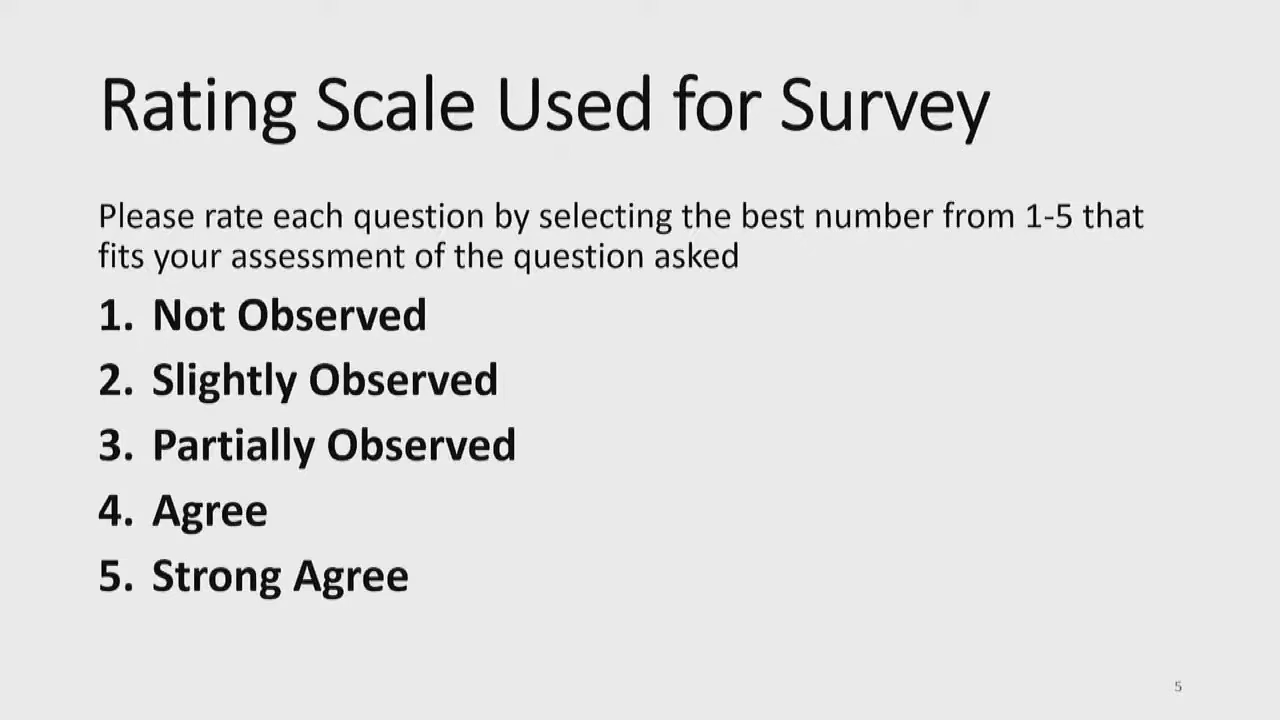 Rating Scale Used for Survey
Please rate each question by selecting the best number from 1-5 that
fits your assessment of the question asked
1. Not Observed
2. Slightly Observed
3. Partially Observed
4. Agree
5. Strong Agree
5